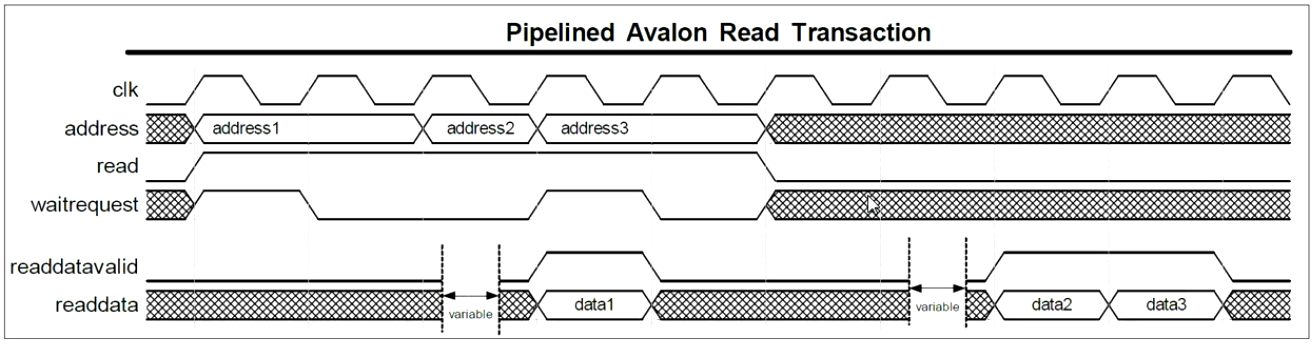 Pipelined Avalon Read Transaction
clk
address address1 address2 address3
read
waitrequest
readdatavalid
readdata variable data1 variable data2 data3